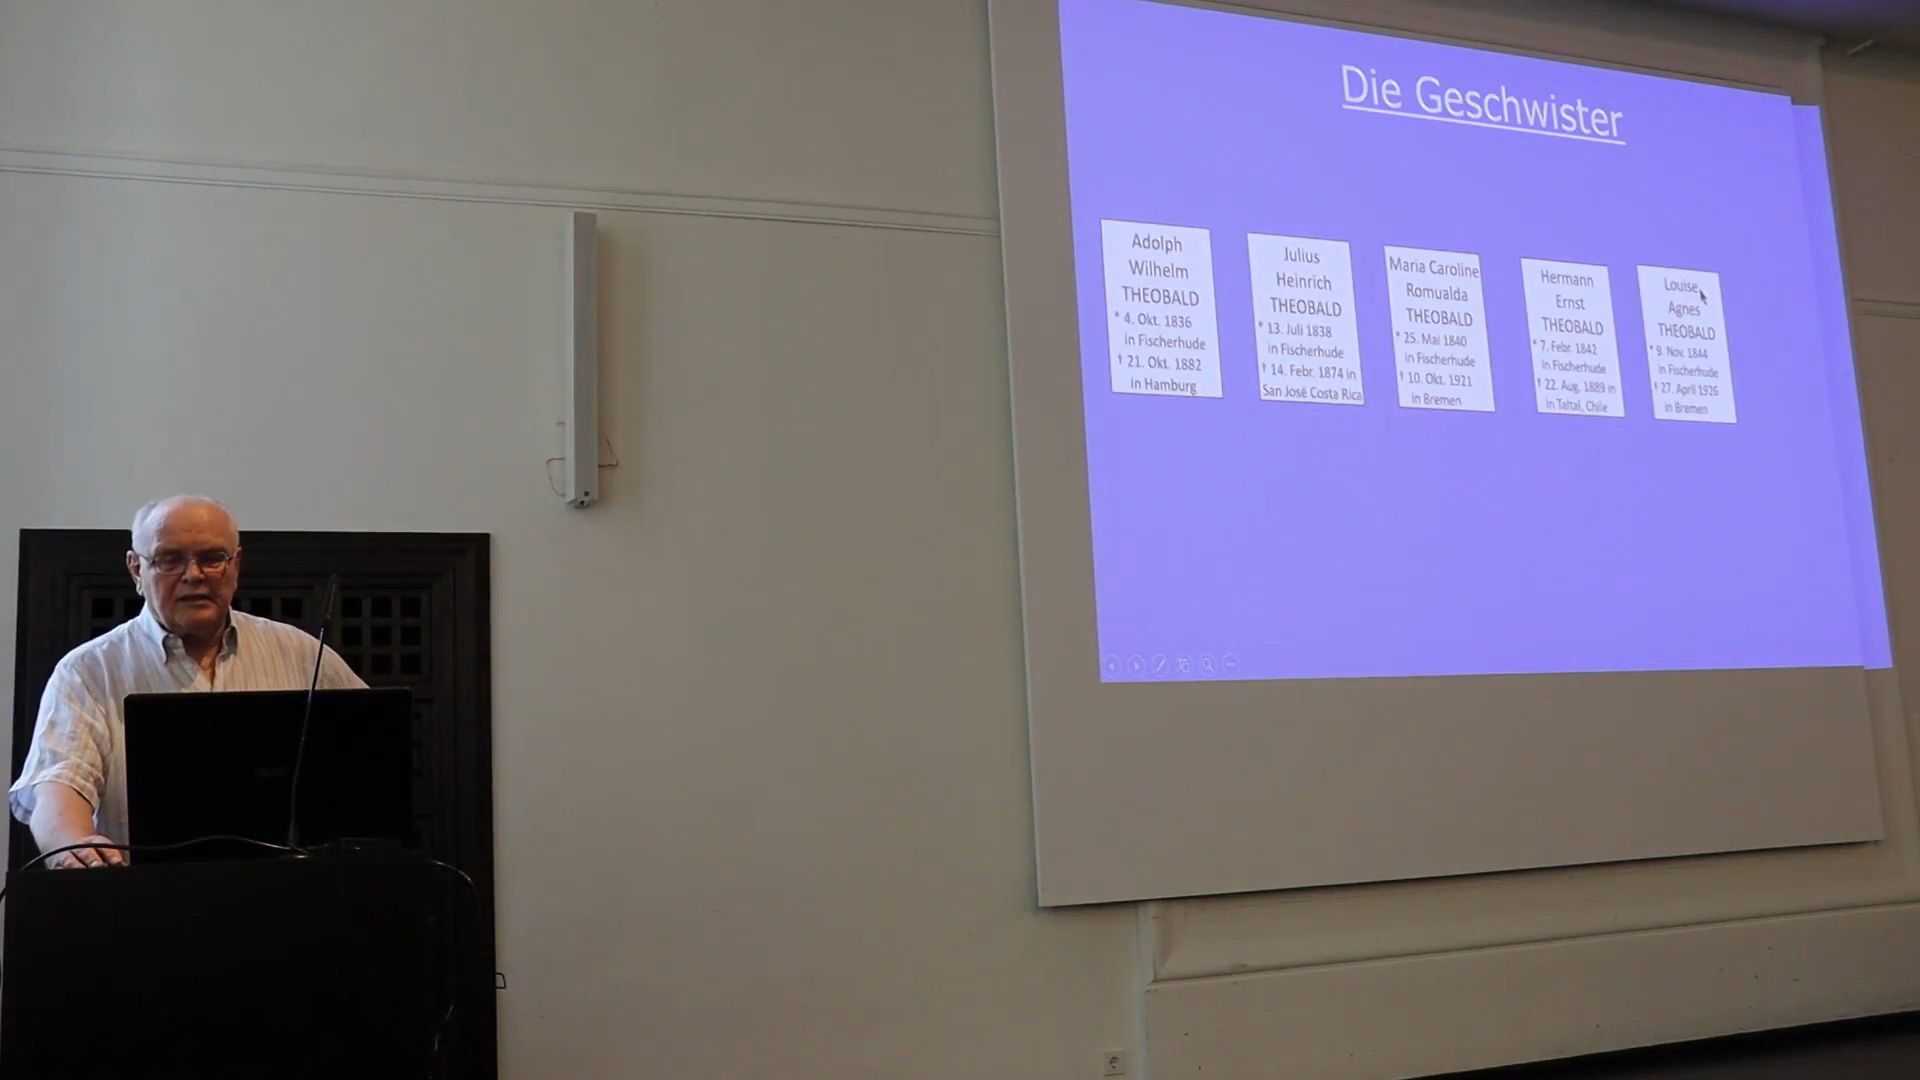 Die Geschwister
Adolph
Wilhelm
THEOBALD
* 4. Okt. 1836
in Fischerhude
† 21. Okt. 1882
in Hamburg
Julius
Heinrich
THEOBALD
* 13. Juli 1838
in Fischerhude
† 14. Febr. 1874 in
San José Costa Rica
Maria Caroline
Romualda
THEOBALD
* 25. Mai 1840
in Fischerhude
† 10. Okt. 1921
in Bremen
Hermann
Ernst
THEOBALD
* 7. Febr. 1842
in Fischerhude
† 22. Aug. 1889 in
in Taltal, Chile
Louise
Agnes
THEOBALD
* 9. Nov. 1844
in Fischerhude
† 27. April 1926
in Bremen